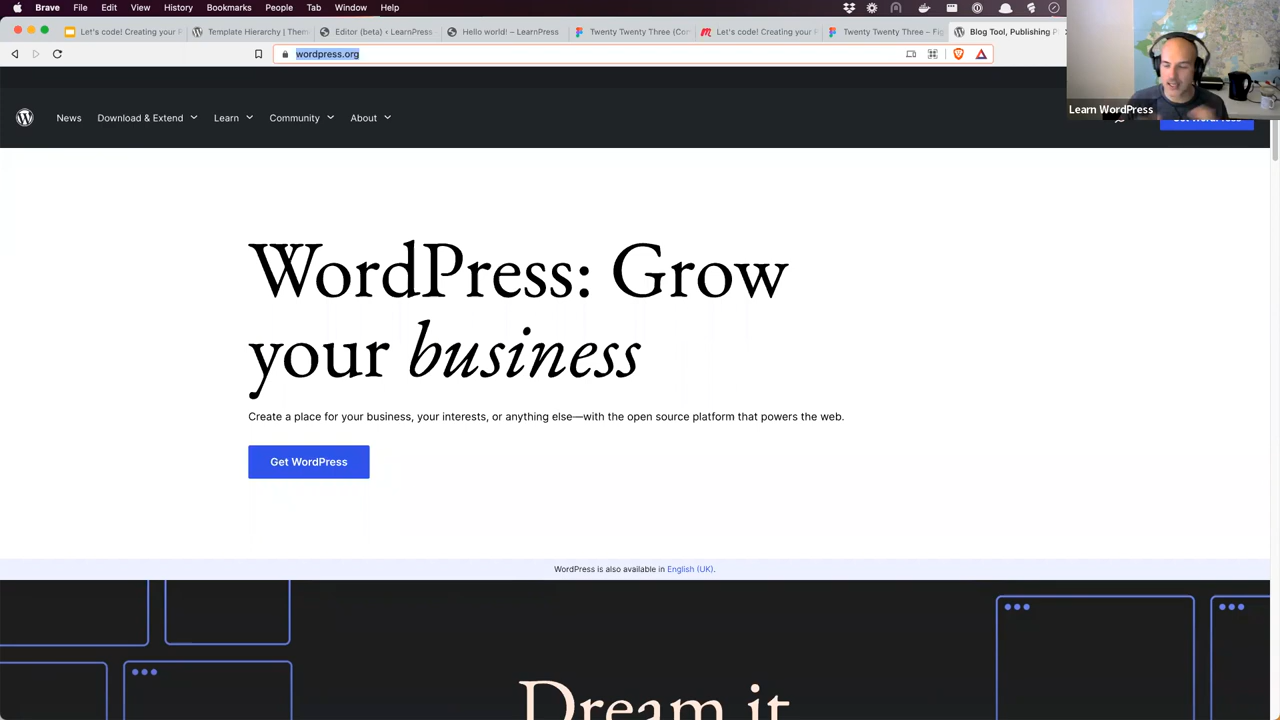 Brave File Edit View History Bookmarks People Tab Window Help
Let's code! Creating your P
Template Hierarchy | Them
Editor (beta) ‹ LearnPress
Hello world! – LearnPress
Twenty Twenty Three (Cor
Let's code! Creating your P
Twenty Twenty Three – Fig
Blog Tool, Publishing P
wordpress.org
Learn WordPress
News Download & Extend Learn Community About
WordPress: Grow
your business
Create a place for your business, your interests, or anything else—with the open source platform that powers the web.
Get WordPress
WordPress is also available in English (UK).
Dream it